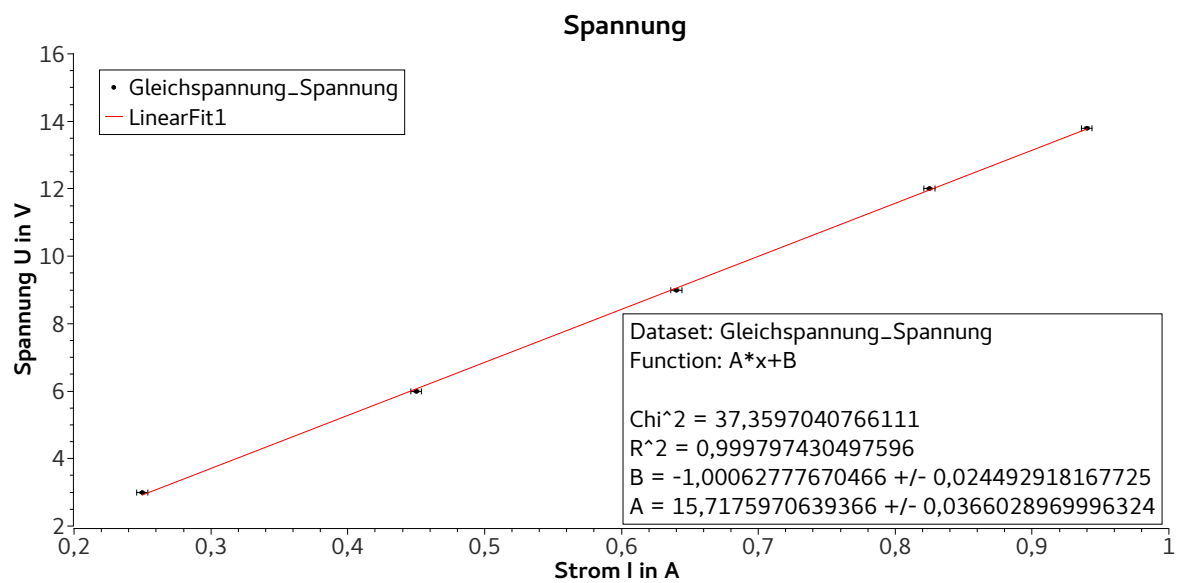 Spannung
16
14
12
10
8
6
4
2
Spannung U in V
Gleichspannung_Spannung
LinearFit1
Dataset: Gleichspannung_Spannung
Function: A*x+B
Chi^2 = 37,3597040766111
R^2 = 0,999797430497596
B = -1,00062777670466 +/- 0,024492918167725
A = 15,7175970639366 +/- 0,0366028969996324
0,2 0,3 0,4 0,5 0,6 0,7 0,8 0,9 1
Strom I in A